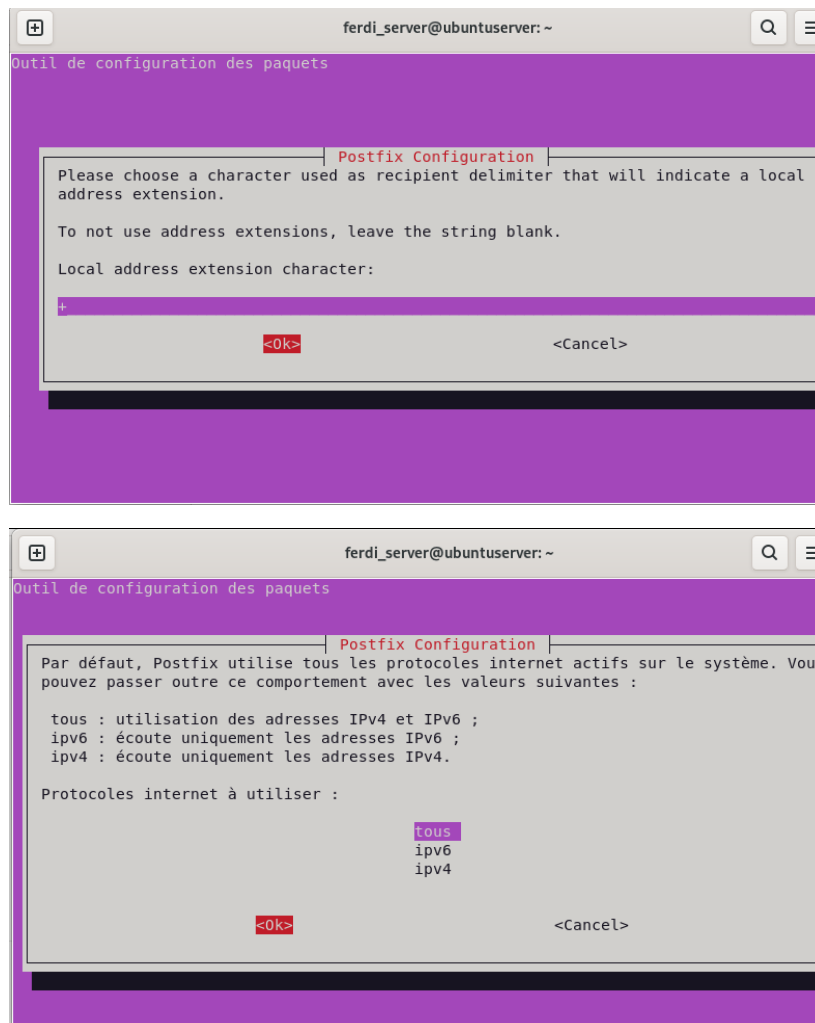 ferdi_server@ubuntuserver: ~
Outil de configuration des paquets
Postfix Configuration
Please choose a character used as recipient delimiter that will indicate a local
address extension.
To not use address extensions, leave the string blank.
Local address extension character:
+
<Ok> <Cancel>
ferdi_server@ubuntuserver: ~
Outil de configuration des paquets
Postfix Configuration
Par défaut, Postfix utilise tous les protocoles internet actifs sur le système. Vou
pouvez passer outre ce comportement avec les valeurs suivantes :
tous : utilisation des adresses IPv4 et IPv6 ;
ipv6 : écoute uniquement les adresses IPv6 ;
ipv4 : écoute uniquement les adresses IPv4.
Protocoles internet à utiliser :
tous
ipv6
ipv4
<Ok> <Cancel>